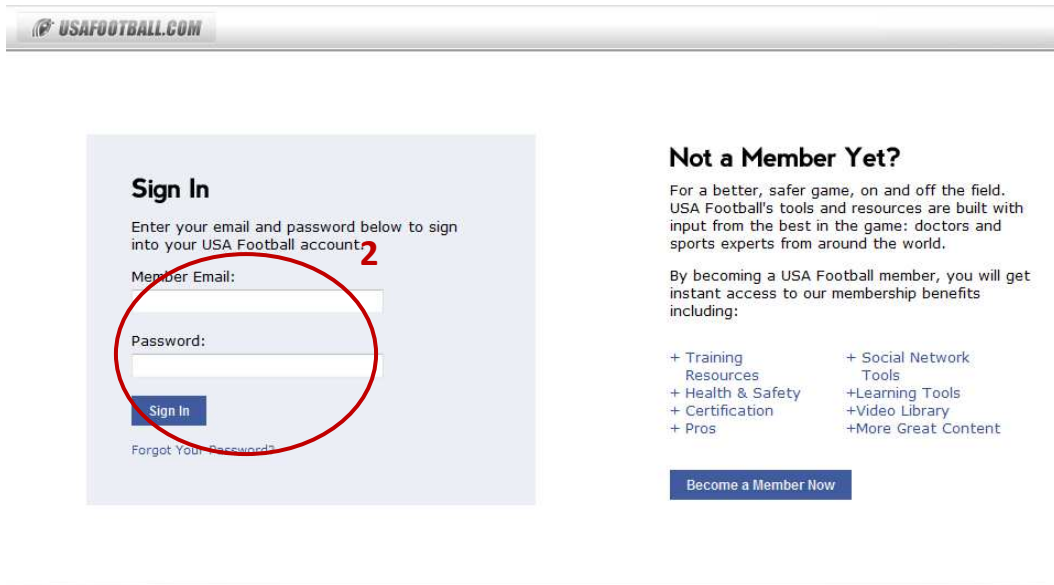 USAFOOTBALL.COM
Sign In
Enter your email and password below to sign
into your USA Football account.
2
Member Email:
Password:
Sign In
Forgot Your Password?
Not a Member Yet?
For a better, safer game, on and off the field.
USA Football's tools and resources are built with
input from the best in the game: doctors and
sports experts from around the world.
By becoming a USA Football member, you will get
instant access to our membership benefits
including:
+ Training
Resources
+ Health & Safety
+ Certification
+ Pros
+ Social Network
Tools
+Learning Tools
+Video Library
+More Great Content
Become a Member Now